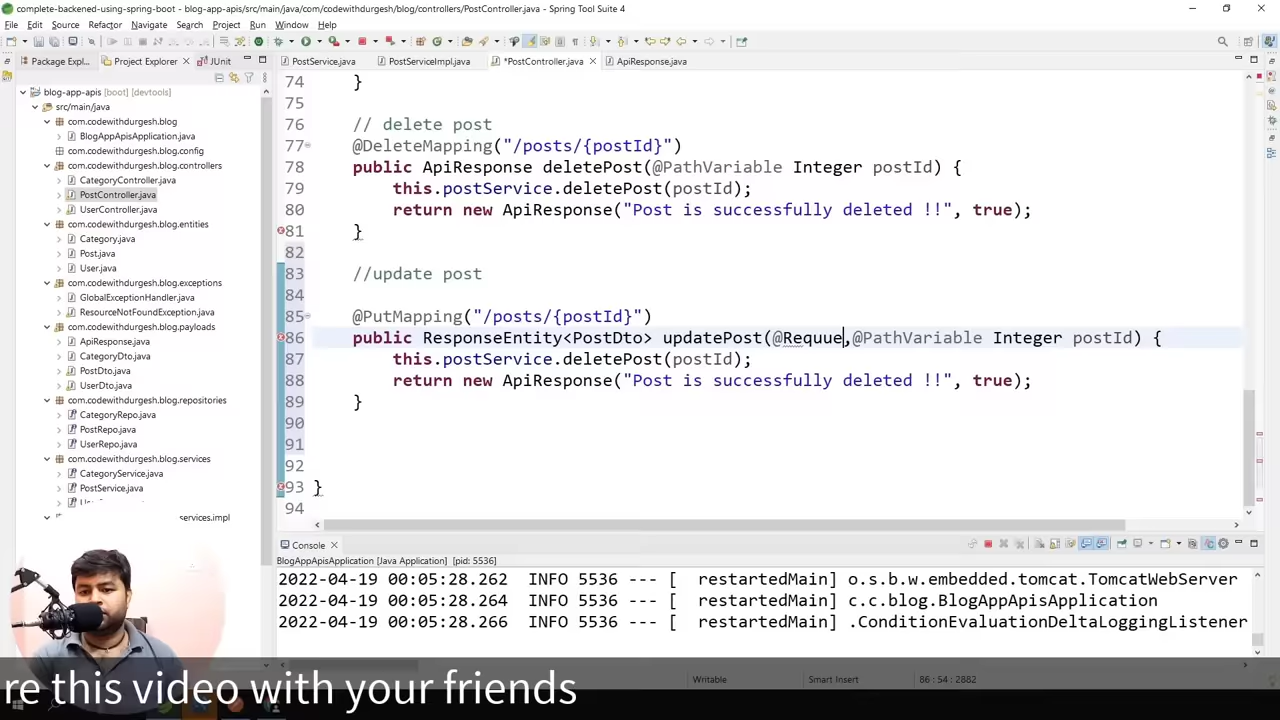 complete-backened-using-spring-boot - blog-app-apis/src/main/java/com/codewithdurgesh/blog/controllers/PostController.java - Spring Tool Suite 4
File Edit Source Refactor Navigate Search Project Run Window Help
Package Expl... Project Explorer JUnit
PostService.java PostServiceImpl.java *PostController.java ApiResponse.java
blog-app-apis [boot] [devtools]
src/main/java
com.codewithdurgesh.blog
BlogAppApisApplication.java
com.codewithdurgesh.blog.config
com.codewithdurgesh.blog.controllers
CategoryController.java
PostController.java
UserController.java
com.codewithdurgesh.blog.entities
Category.java
Post.java
User.java
com.codewithdurgesh.blog.exceptions
GlobalExceptionHandler.java
ResourceNotFoundException.java
com.codewithdurgesh.blog.payloads
ApiResponse.java
CategoryDto.java
PostDto.java
UserDto.java
com.codewithdurgesh.blog.repositories
CategoryRepo.java
PostRepo.java
UserRepo.java
com.codewithdurgesh.blog.services
CategoryService.java
PostService.java
services.impl
74 }
75
76 // delete post
77 @DeleteMapping("/posts/{postId}")
78 public ApiResponse deletePost(@PathVariable Integer postId) {
79 this.postService.deletePost(postId);
80 return new ApiResponse("Post is successfully deleted !!", true);
81 }
82
83 //update post
84
85 @PutMapping("/posts/{postId}")
86 public ResponseEntity<PostDto> updatePost(@Requue,@PathVariable Integer postId) {
87 this.postService.deletePost(postId);
88 return new ApiResponse("Post is successfully deleted !!", true);
89 }
90
91
92
93 }
94
Console
BlogAppApisApplication [Java Application] [pid: 5536]
2022-04-19 00:05:28.262 INFO 5536 --- [ restartedMain] o.s.b.w.embedded.tomcat.TomcatWebServer
2022-04-19 00:05:28.264 INFO 5536 --- [ restartedMain] c.c.blog.BlogAppApisApplication
2022-04-19 00:05:28.266 INFO 5536 --- [ restartedMain] .ConditionEvaluationDeltaLoggingListener
Writable Smart Insert 86 : 54 : 2882
re this video with your friends